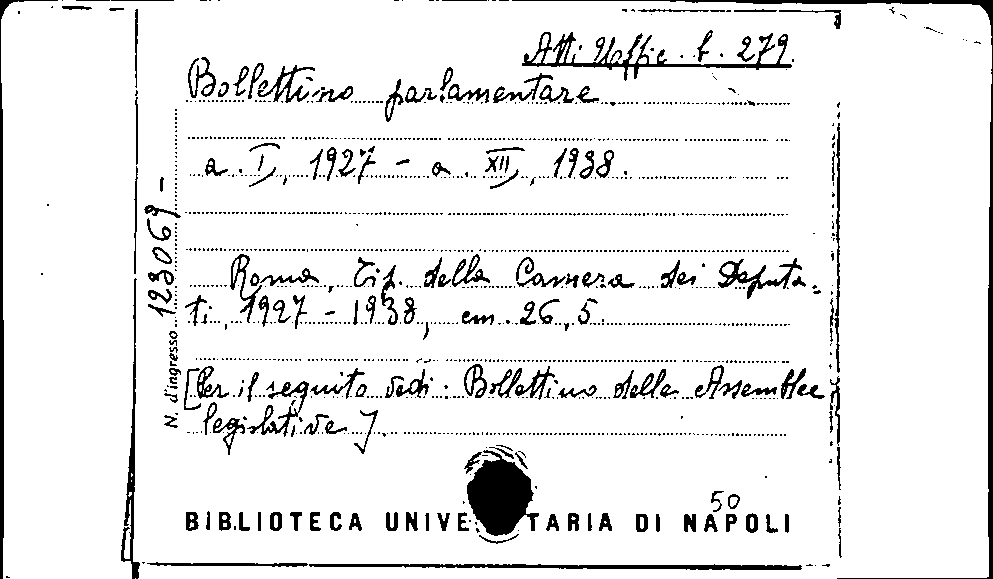 Atti Uffic. b. 279
Bollettino parlamentare.
a. I, 1927 - a. XII, 1938.
Roma, Tip. della Camera dei Deputa-
ti, 1927 - 1938, cm. 26,5.
[Per il seguito vedi: Bollettino delle Assemblee
legislative].
N. d'ingresso 123069 -
50
BIBLIOTECA UNIVE TARIA DI NAPOLI